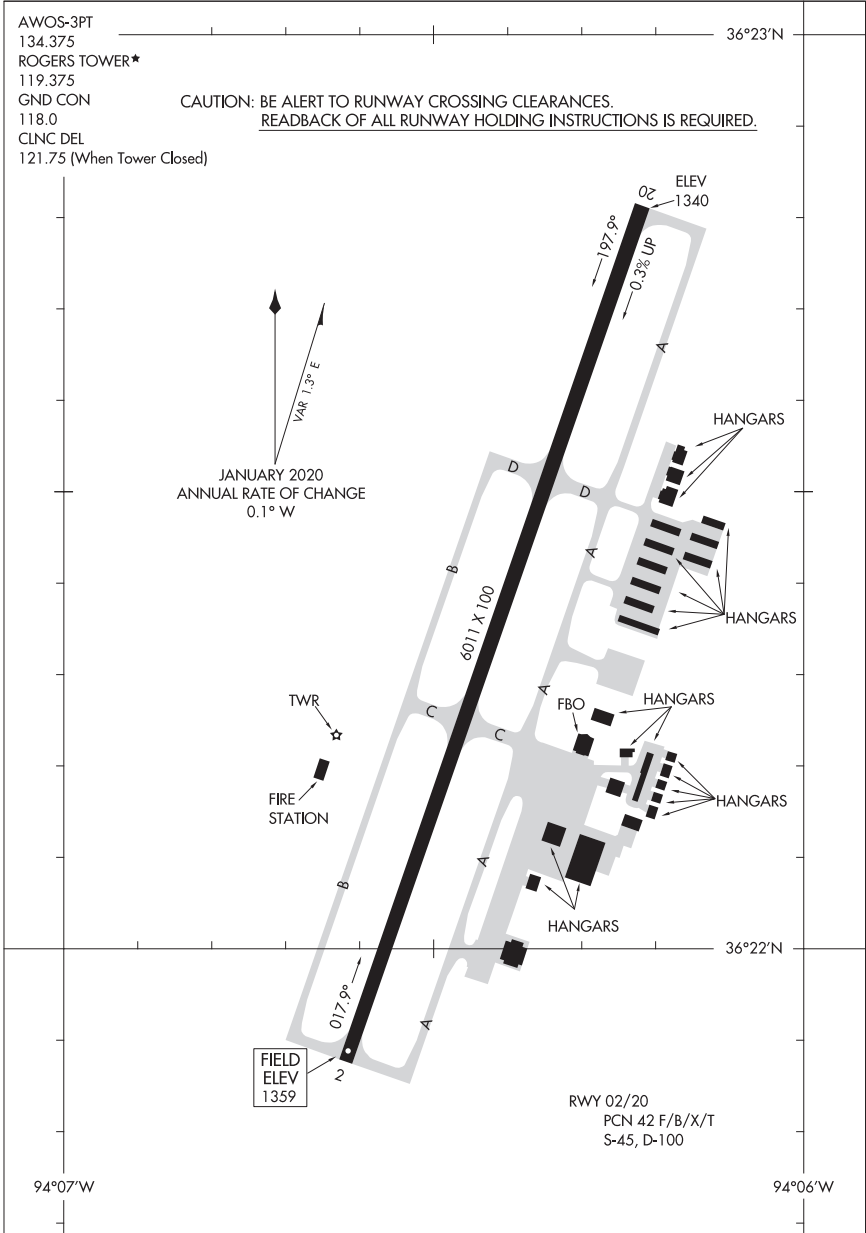 AWOS-3PT
134.375
ROGERS TOWER★
119.375
GND CON
118.0
CLNC DEL
121.75 (When Tower Closed)
36°23'N
CAUTION: BE ALERT TO RUNWAY CROSSING CLEARANCES.
READBACK OF ALL RUNWAY HOLDING INSTRUCTIONS IS REQUIRED.
ELEV
1340
20
197.9°
0.3% UP
A
VAR 1.3° E
JANUARY 2020
ANNUAL RATE OF CHANGE
0.1° W
HANGARS
D
D
A
B
6011 X 100
HANGARS
A
TWR
C
C
FBO
HANGARS
FIRE
STATION
HANGARS
A
B
HANGARS
36°22'N
017.9°
A
FIELD
ELEV
1359
2
RWY 02/20
PCN 42 F/B/X/T
S-45, D-100
94°07'W
94°06'W